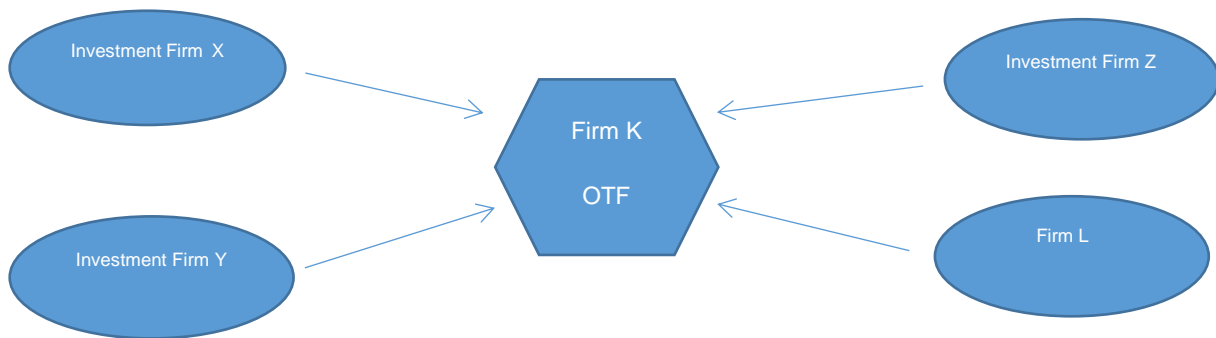 Investment Firm X
Investment Firm Z
Firm K
OTF
Investment Firm Y
Firm L